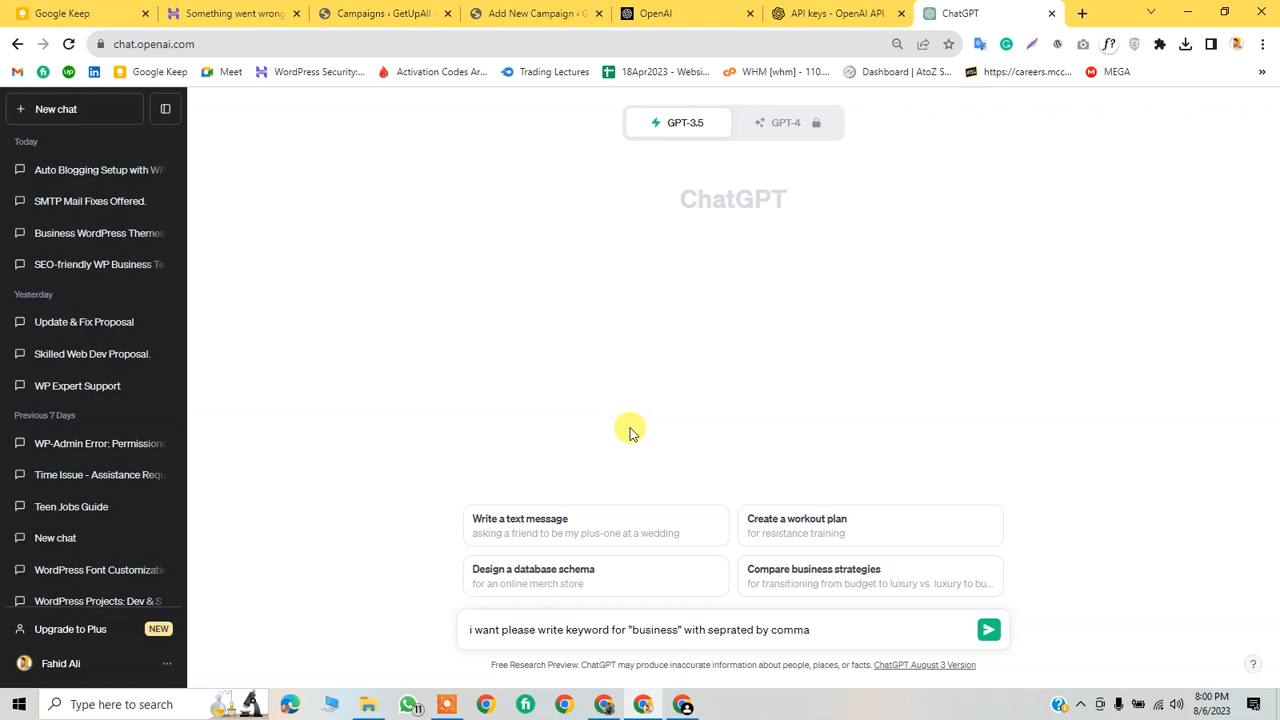 Google Keep
Something went wrong
Campaigns ‹ GetUpAll -
Add New Campaign ‹ G
OpenAI
API keys - OpenAI API
ChatGPT
chat.openai.com
Google Keep
Meet
WordPress Security:...
Activation Codes Ar...
Trading Lectures
18Apr2023 - Websi...
WHM [whm] - 110....
Dashboard | AtoZ S...
https://careers.mcc...
MEGA
»
+ New chat
GPT-3.5
GPT-4
Today
Auto Blogging Setup with WP
SMTP Mail Fixes Offered.
Business WordPress Themes
SEO-friendly WP Business Te
Yesterday
Update & Fix Proposal
Skilled Web Dev Proposal.
WP Expert Support
Previous 7 Days
WP-Admin Error: Permissiona
Time Issue - Assistance Requ
Teen Jobs Guide
New chat
WordPress Font Customizatic
WordPress Projects: Dev & S
Upgrade to Plus
NEW
Fahid Ali
...
ChatGPT
Write a text message
asking a friend to be my plus-one at a wedding
Create a workout plan
for resistance training
Design a database schema
for an online merch store
Compare business strategies
for transitioning from budget to luxury vs. luxury to bu...
i want please write keyword for "business" with seprated by comma
Free Research Preview. ChatGPT may produce inaccurate information about people, places, or facts. ChatGPT August 3 Version
?
Type here to search
11
8:00 PM
8/6/2023